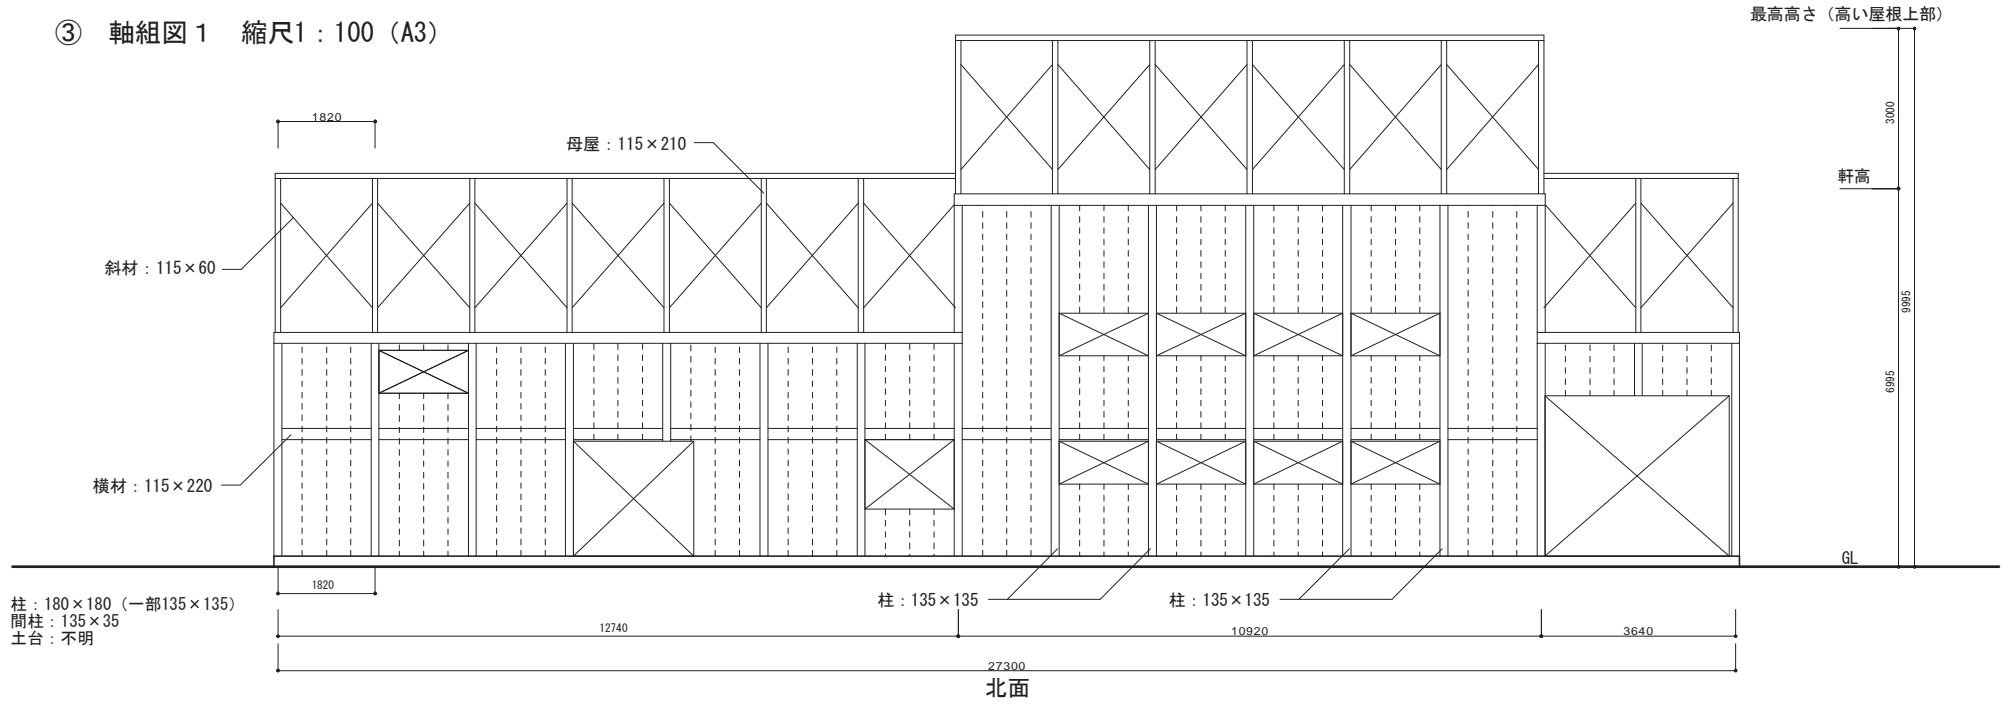 ③ 軸組図１ 縮尺1：100（A3）
最高高さ（高い屋根上部）
1820
母屋：115×210
3000
軒高
斜材：115×60
9995
6995
横材：115×220
GL
1820
柱：180×180（一部135×135）
間柱：135×35
土台：不明
柱：135×135
柱：135×135
12740
10920
3640
27300
北面